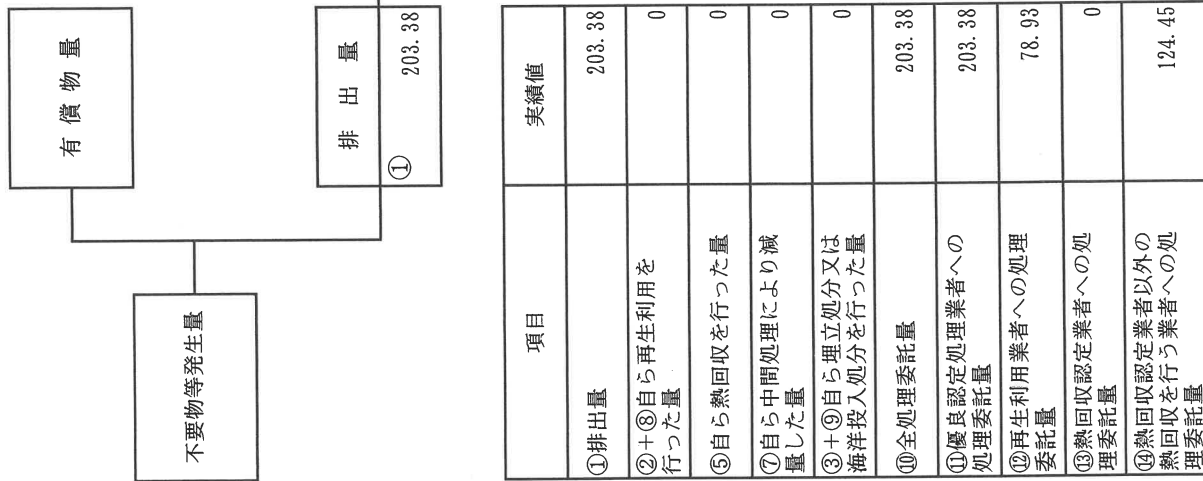 有償物量
不要物等発生量
排出量
①
203.38
項目
実績値
①排出量
203.38
②+⑧自ら再生利用を
行った量
0
⑤自ら熱回収を行った量
0
⑦自ら中間処理により減
量した量
0
③+⑨自ら埋立処分又は
海洋投入処分を行った量
0
⑩全処理委託量
203.38
⑪優良認定処理業者への
処理委託量
203.38
⑫再生利用業者への処理
委託量
78.93
⑬熱回収認定業者への処
理委託量
0
⑭熱回収認定業者以外の
熱回収を行う業者への処
理委託量
124.45